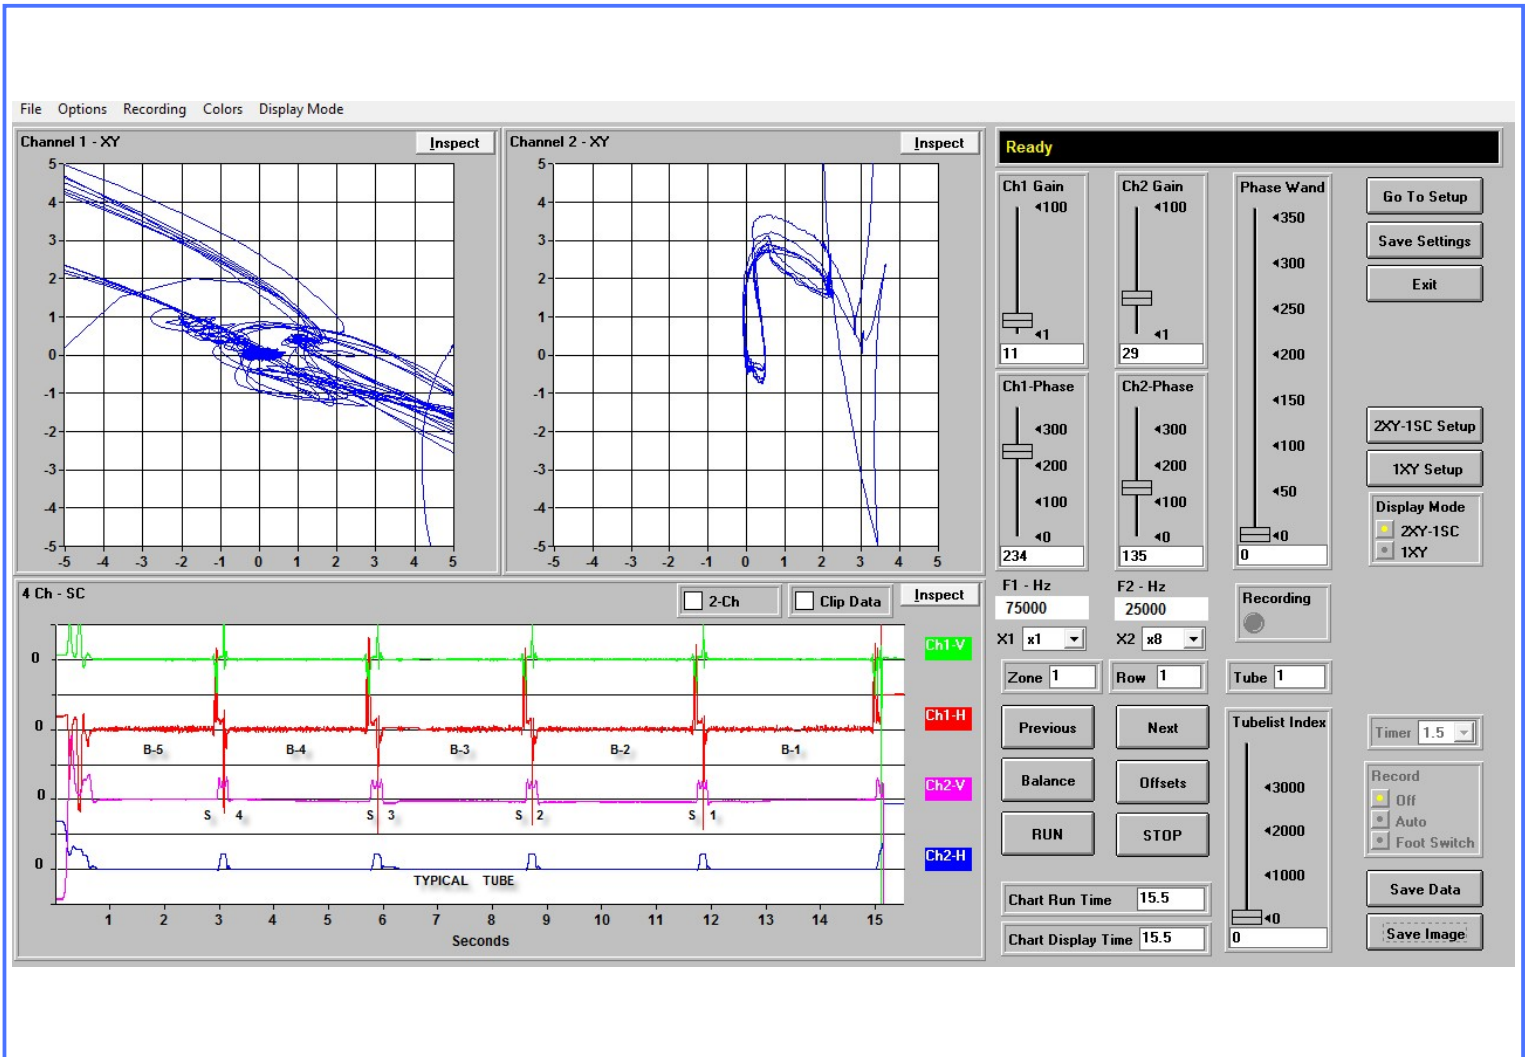 File Options Recording Colors Display Mode
Channel 1 - XY
Inspect
5
4
3
2
1
0
-1
-2
-3
-4
-5
-5 -4 -3 -2 -1 0 1 2 3 4 5
Channel 2 - XY
Inspect
5
4
3
2
1
0
-1
-2
-3
-4
-5
-5 -4 -3 -2 -1 0 1 2 3 4 5
4 Ch - SC
2-Ch
Clip Data
Inspect
0
Ch1-V
0
Ch1-H
B-5 B-4 B-3 B-2 B-1
0
Ch2-V
S 4 S 3 S 2 S 1
0
Ch2-H
TYPICAL TUBE
1 2 3 4 5 6 7 8 9 10 11 12 13 14 15
Seconds
Ready
Ch1 Gain
100
1
11
Ch2 Gain
100
1
29
Phase Wand
350
300
250
200
150
100
50
0
0
Ch1-Phase
300
200
100
0
234
Ch2-Phase
300
200
100
0
135
Go To Setup
Save Settings
Exit
2XY-1SC Setup
1XY Setup
Display Mode
2XY-1SC
1XY
F1 - Hz
75000
F2 - Hz
25000
Recording
X1 x1
X2 x8
Zone 1
Row 1
Tube 1
Previous
Next
Balance
Offsets
RUN
STOP
Tubelist Index
3000
2000
1000
0
0
Timer 1.5
Record
Off
Auto
Foot Switch
Chart Run Time 15.5
Chart Display Time 15.5
Save Data
Save Image